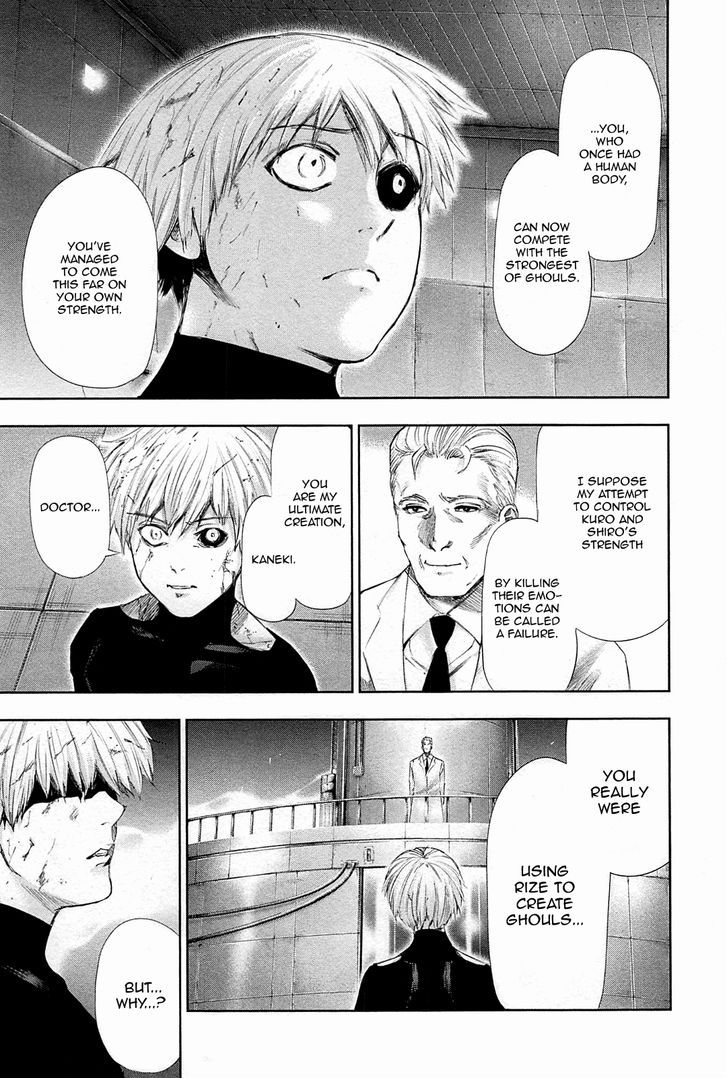 ...YOU,
WHO
ONCE HAD
A HUMAN
BODY,
CAN NOW
COMPETE
WITH THE
STRONGEST
OF GHOULS.
YOU'VE
MANAGED
TO COME
THIS FAR ON
YOUR OWN
STRENGTH.
I SUPPOSE
MY ATTEMPT
TO CONTROL
KURO AND
SHIRO'S
STRENGTH
BY KILLING
THEIR EMO-
TIONS CAN
BE CALLED
A FAILURE.
YOU
ARE MY
ULTIMATE
CREATION,
KANEKI.
DOCTOR...
YOU
REALLY
WERE
USING
RIZE TO
CREATE
GHOULS...
BUT...
WHY...?